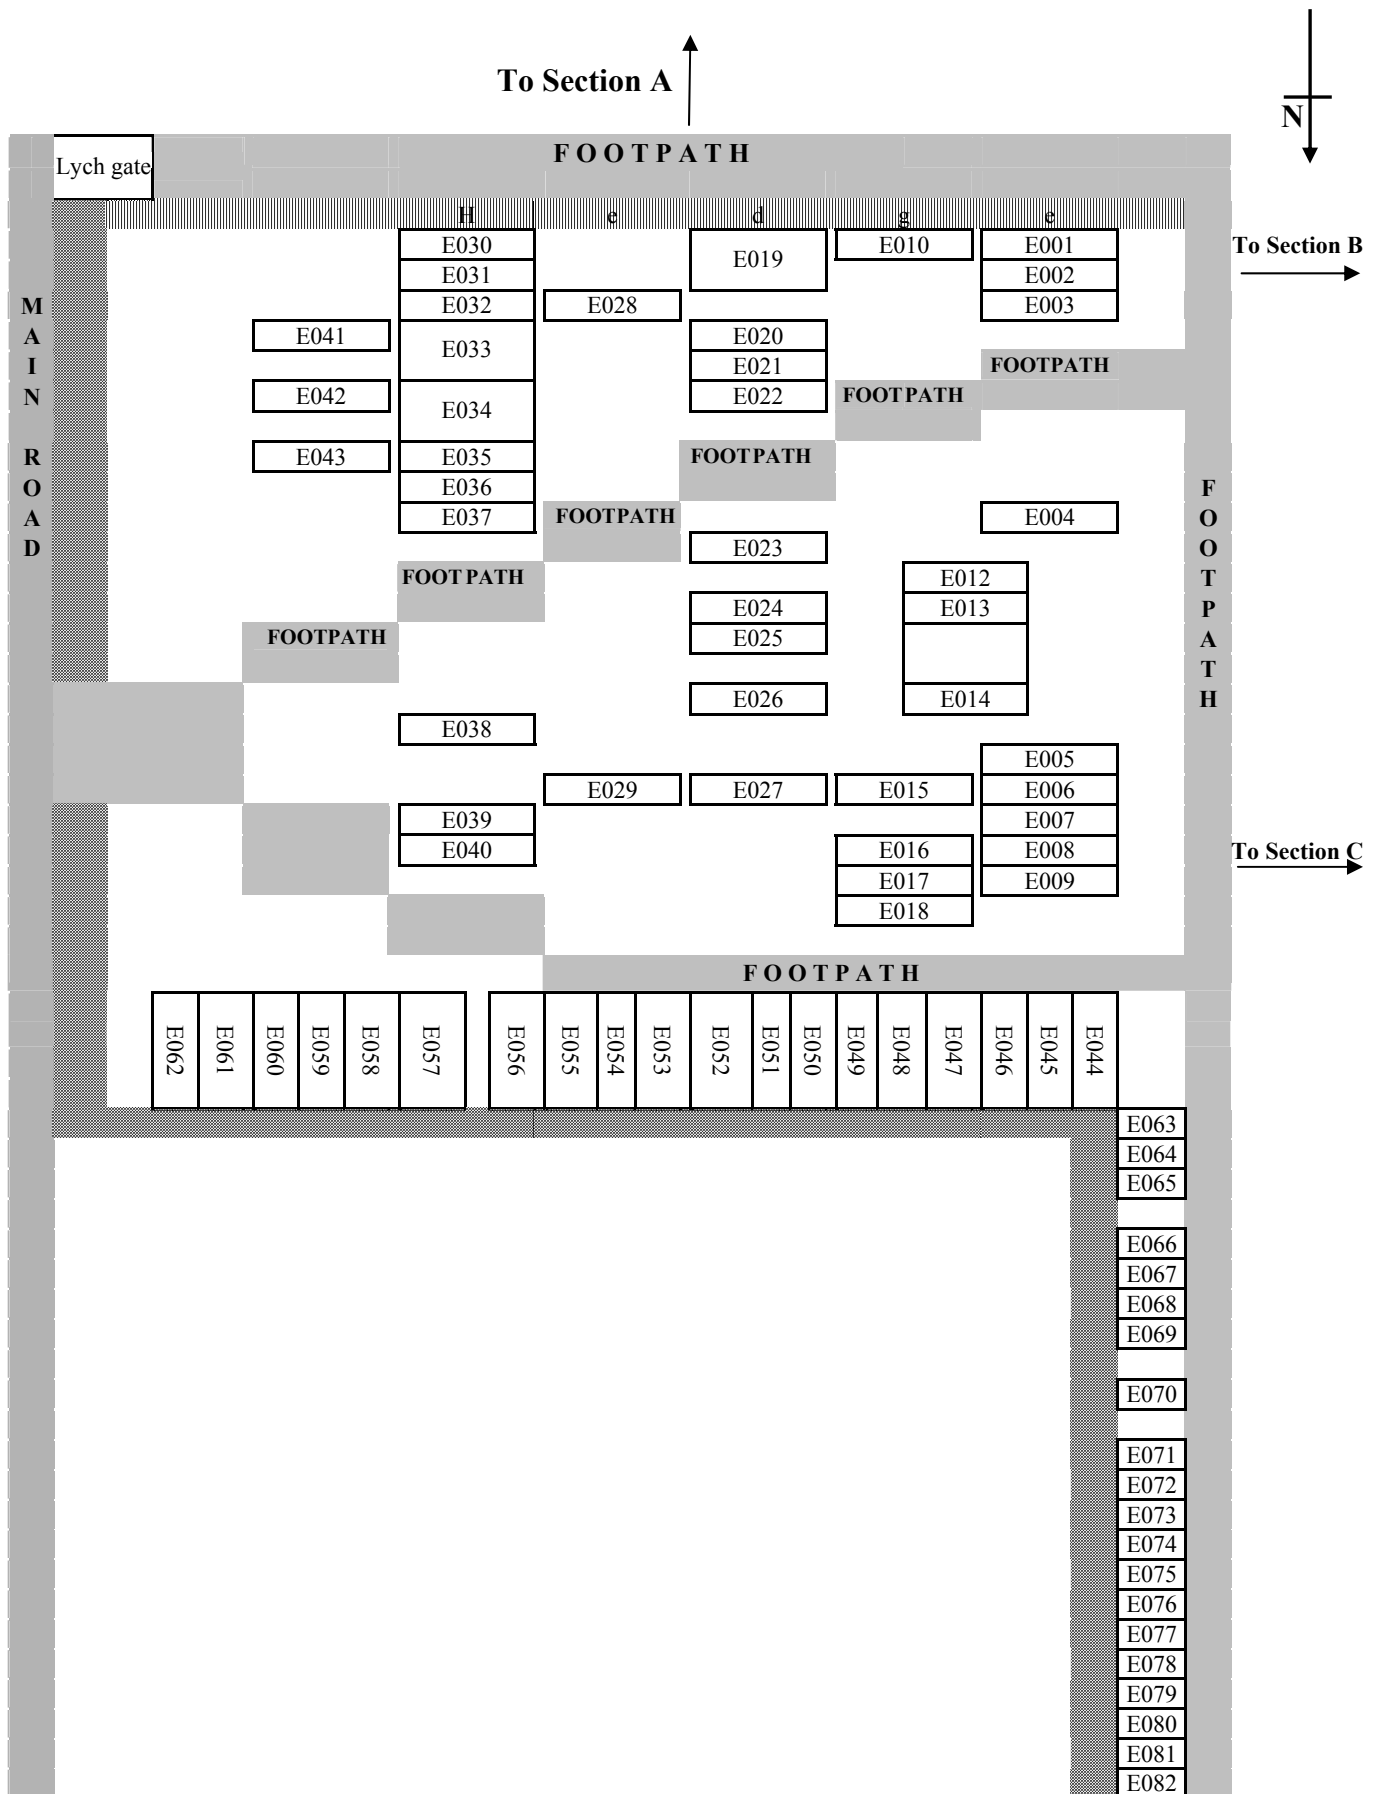 To Section A
N
FOOTPATH
Lych gate
H e d g e
E030 E019 E010 E001
To Section B
E031 E002
E032 E028 E003
MAIN ROAD
E041 E033 E020
E021 FOOTPATH
E042 E034 E022 FOOTPATH
E043 E035 FOOTPATH
E036
E037 FOOTPATH E004
FOOTPATH
E023
FOOTPATH E012
E024 E013
FOOTPATH E025
E026 E014
E038
E005
E029 E027 E015 E006
E039 E007
E040 E016 E008
To Section C
E017 E009
E018
FOOTPATH
E062 E061 E060 E059 E058 E057 E056 E055 E054 E053 E052 E051 E050 E049 E048 E047 E046 E045 E044
E063
E064
E065
E066
E067
E068
E069
E070
E071
E072
E073
E074
E075
E076
E077
E078
E079
E080
E081
E082